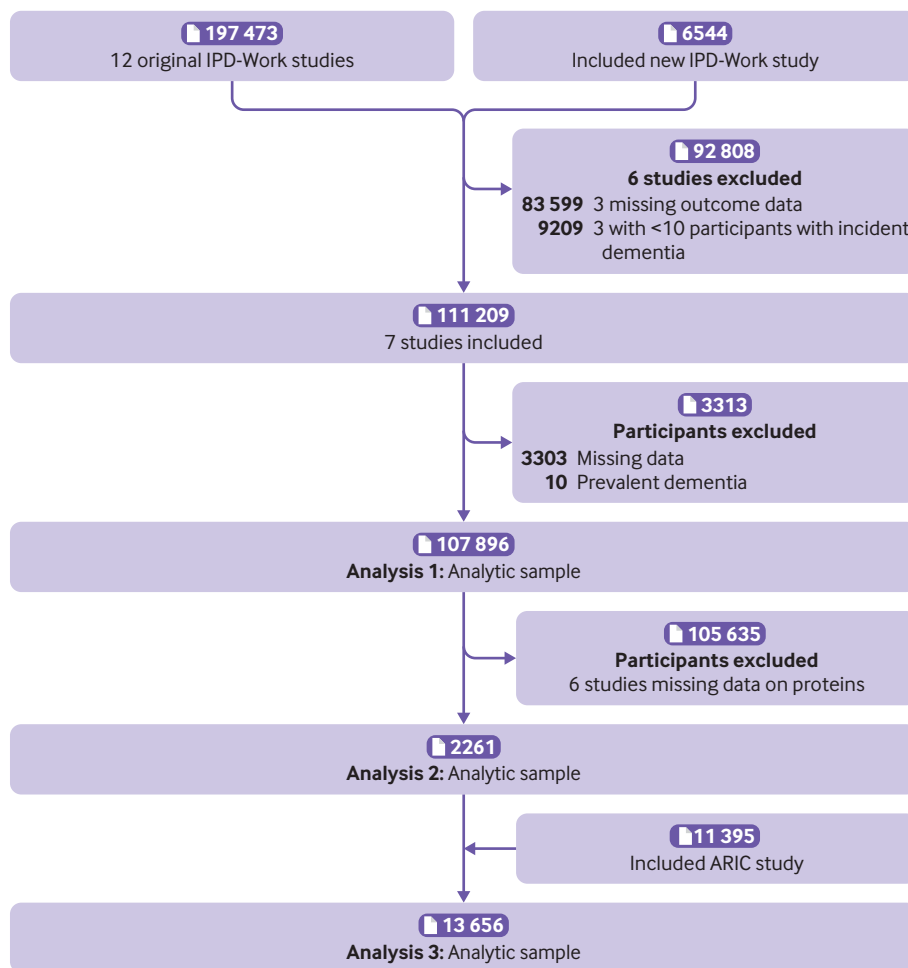 197 473
12 original IPD-Work studies
6544
Included new IPD-Work study
92 808
6 studies excluded
83 599 3 missing outcome data
9209 3 with <10 participants with incident
dementia
111 209
7 studies included
3313
Participants excluded
3303 Missing data
10 Prevalent dementia
107 896
Analysis 1: Analytic sample
105 635
Participants excluded
6 studies missing data on proteins
2261
Analysis 2: Analytic sample
11 395
Included ARIC study
13 656
Analysis 3: Analytic sample